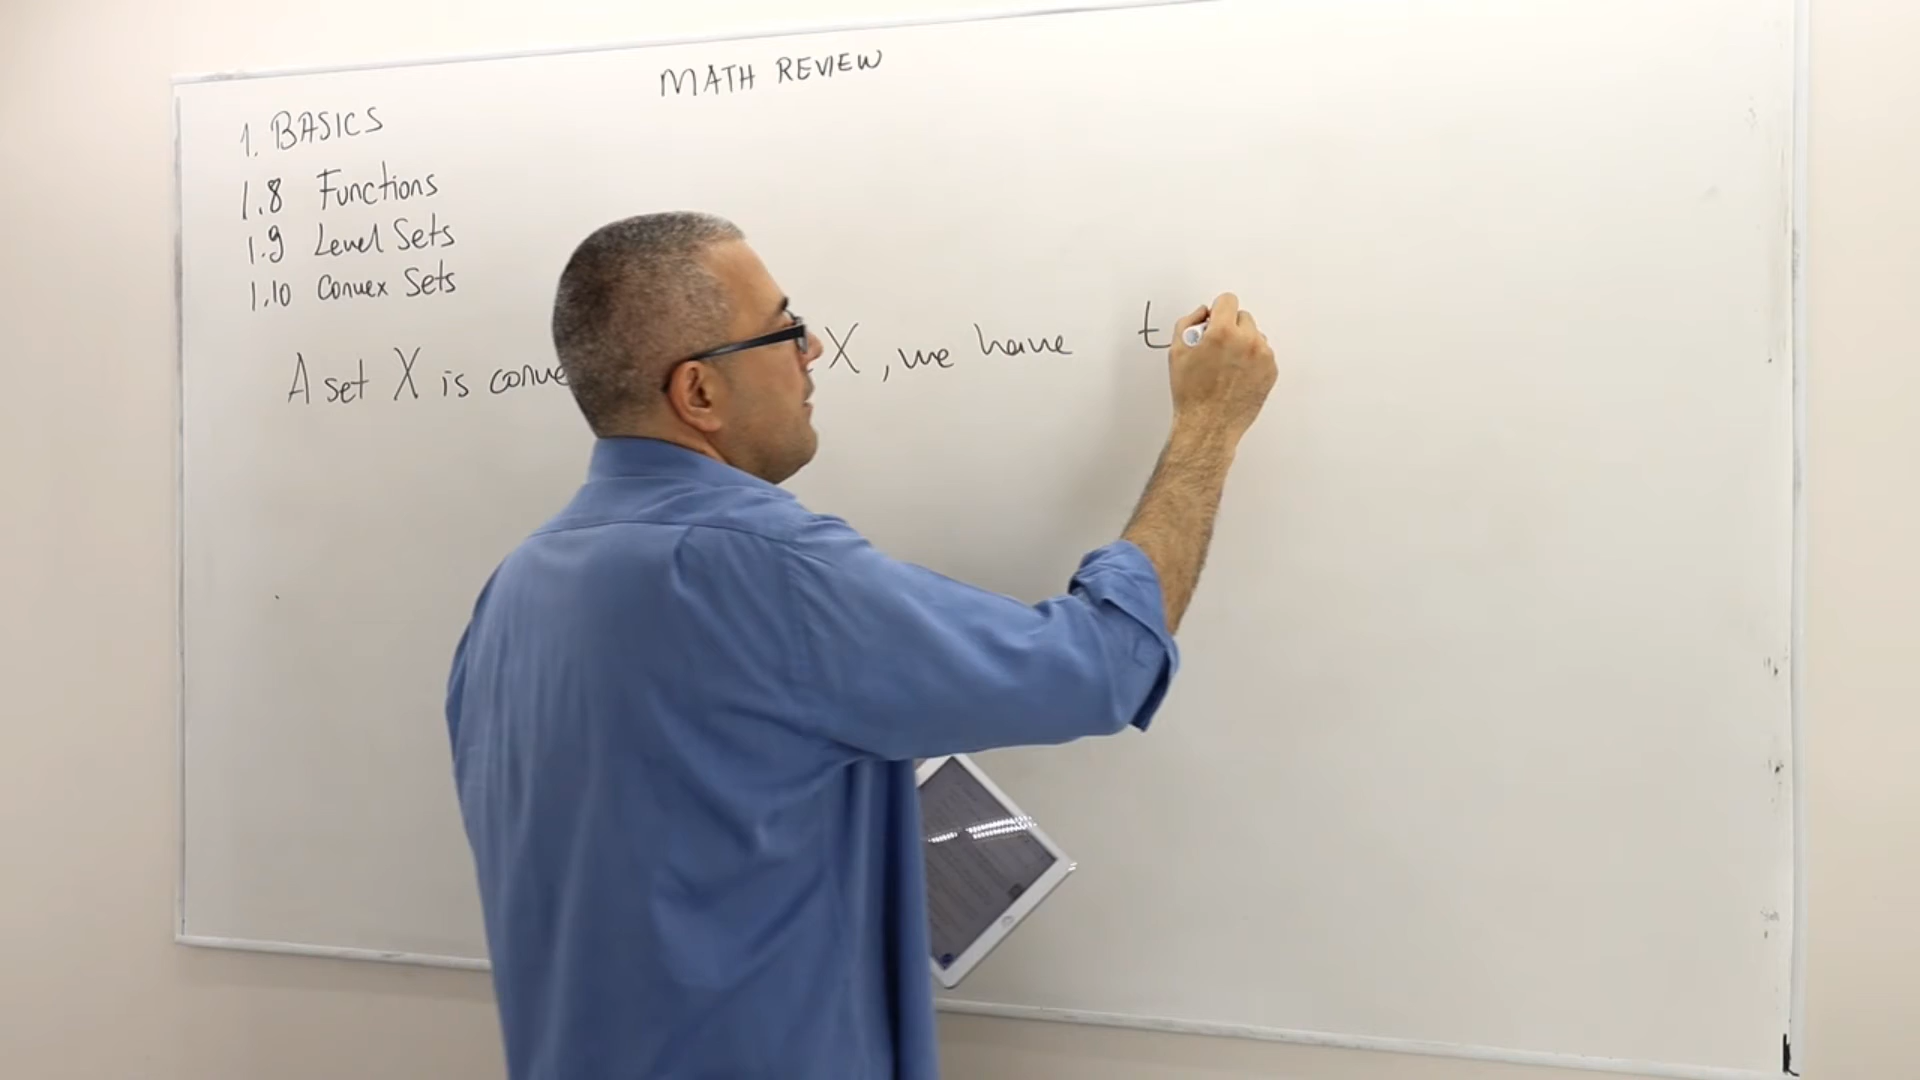 MATH REVIEW
1. BASICS
1.8 Functions
1.9 Level Sets
1.10 Convex Sets
A set X is conve X, we have t